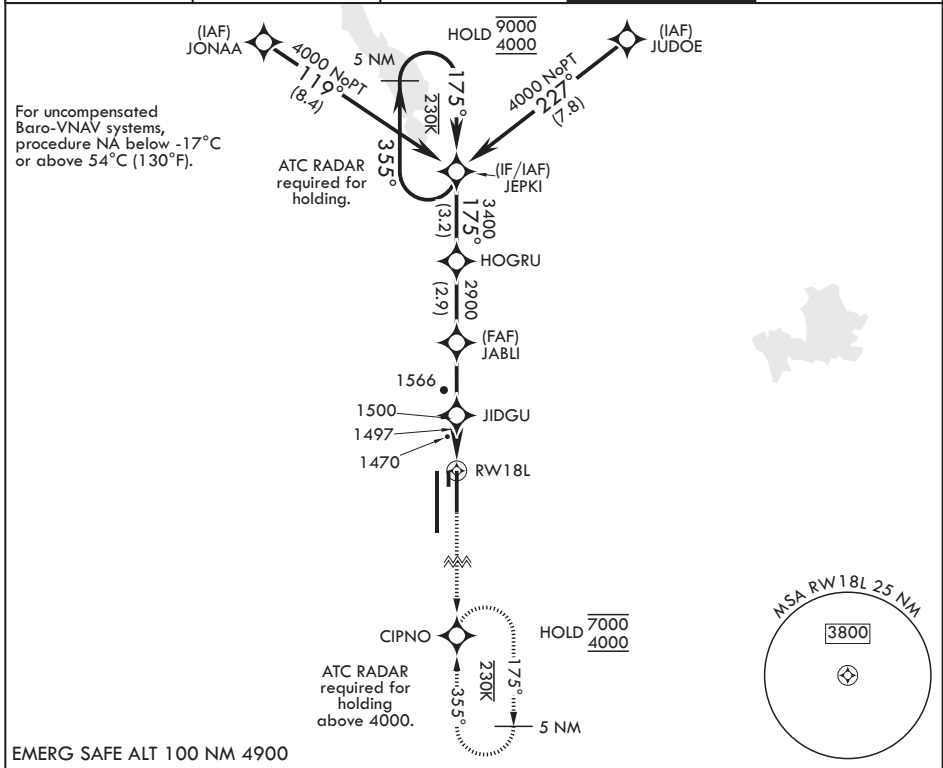 (IAF)
JONAA
4000 NoPT
119°
(8.4)
5 NM
HOLD 9000
4000
175°
230K
355°
(IAF)
JUDOE
4000 NoPT
227°
(7.8)
For uncompensated
Baro-VNAV systems,
procedure NA below -17°C
or above 54°C (130°F).
ATC RADAR
required for
holding.
(IF/IAF)
JEPKI
3400
175°
(3.2)
HOGRU
2900
(2.9)
(FAF)
JABLI
1566
1500
JIDGU
1497
1470
RW18L
CIPNO
HOLD 7000
4000
175°
230K
355°
5 NM
ATC RADAR
required for
holding
above 4000.
MSA RW18L 25 NM
3800
EMERG SAFE ALT 100 NM 4900